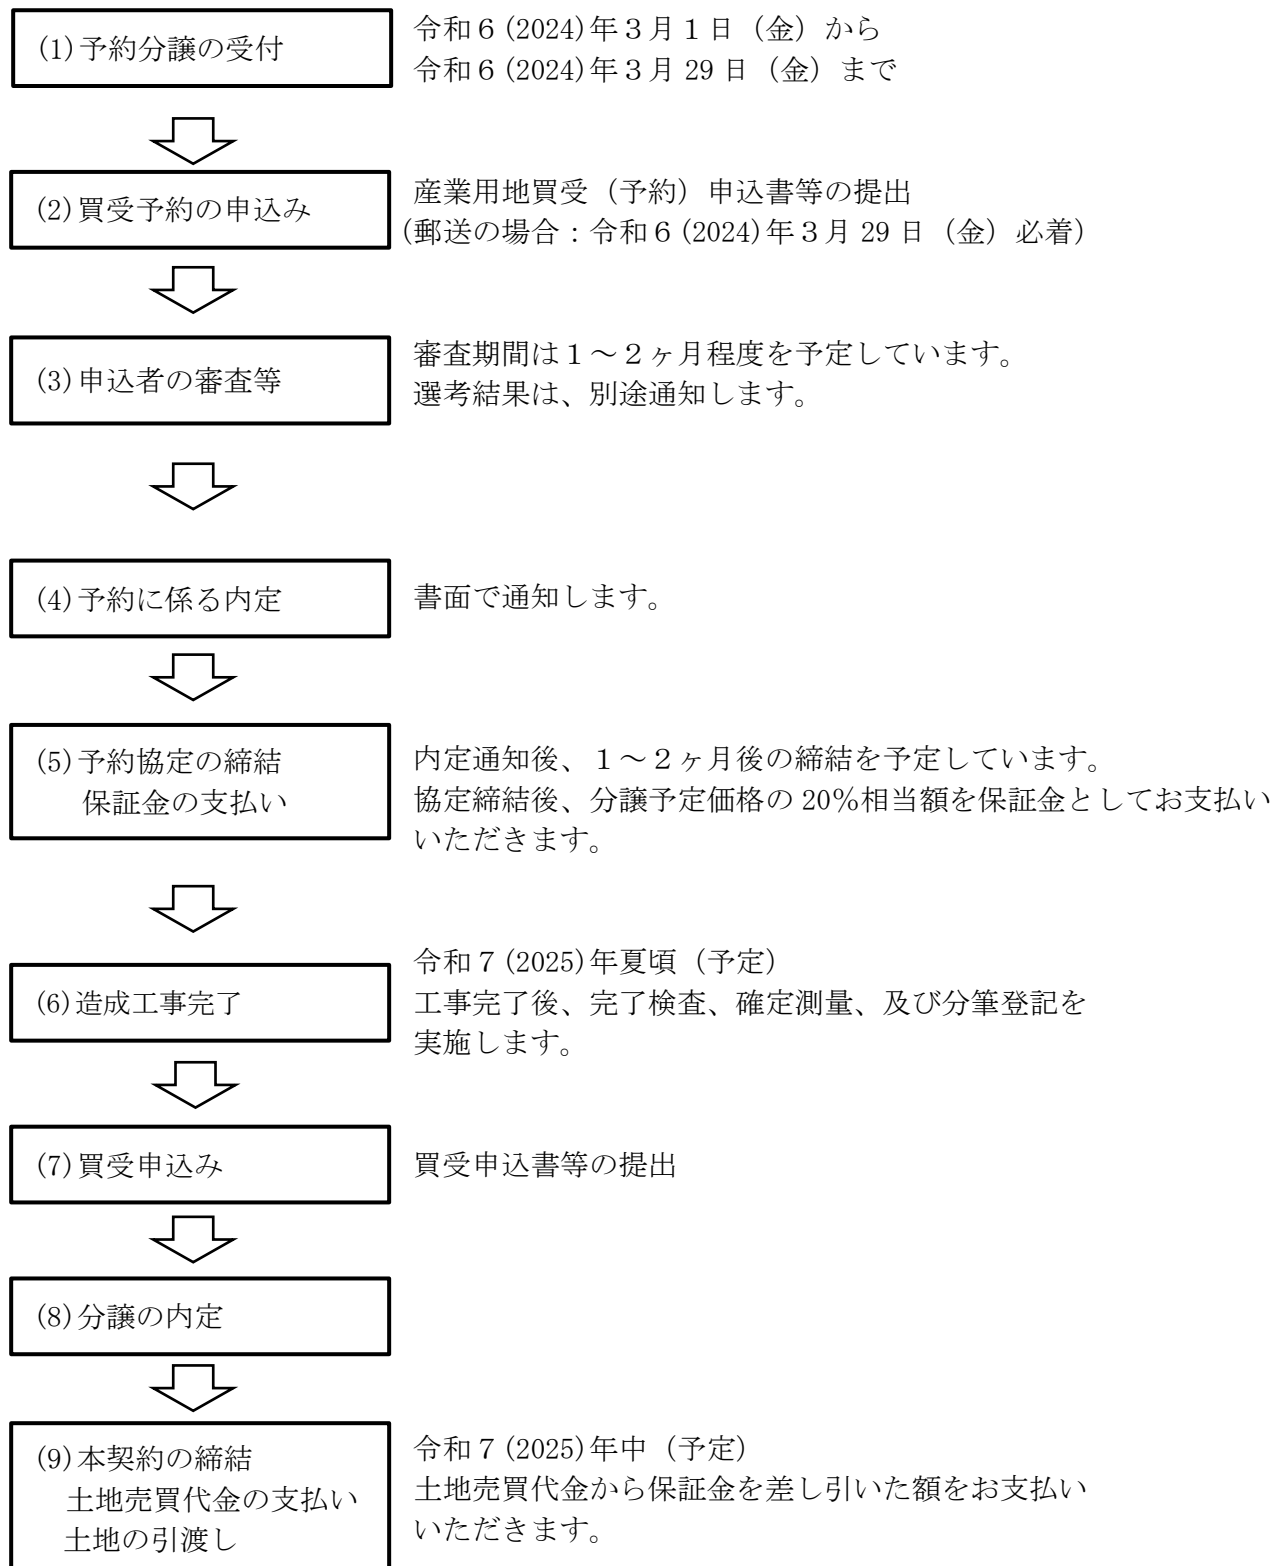 (1)予約分譲の受付
令和６(2024)年３月１日（金）から
令和６(2024)年３月 29 日（金）まで
(2)買受予約の申込み
産業用地買受（予約）申込書等の提出
(郵送の場合：令和６(2024)年３月 29 日（金）必着）
(3)申込者の審査等
審査期間は１～２ヶ月程度を予定しています。
選考結果は、別途通知します。
(4)予約に係る内定
書面で通知します。
(5)予約協定の締結
保証金の支払い
内定通知後、１～２ヶ月後の締結を予定しています。
協定締結後、分譲予定価格の 20％相当額を保証金としてお支払い
いただきます。
(6)造成工事完了
令和７(2025)年夏頃（予定）
工事完了後、完了検査、確定測量、及び分筆登記を
実施します。
(7)買受申込み
買受申込書等の提出
(8)分譲の内定
(9)本契約の締結
土地売買代金の支払い
土地の引渡し
令和７(2025)年中（予定）
土地売買代金から保証金を差し引いた額をお支払い
いただきます。